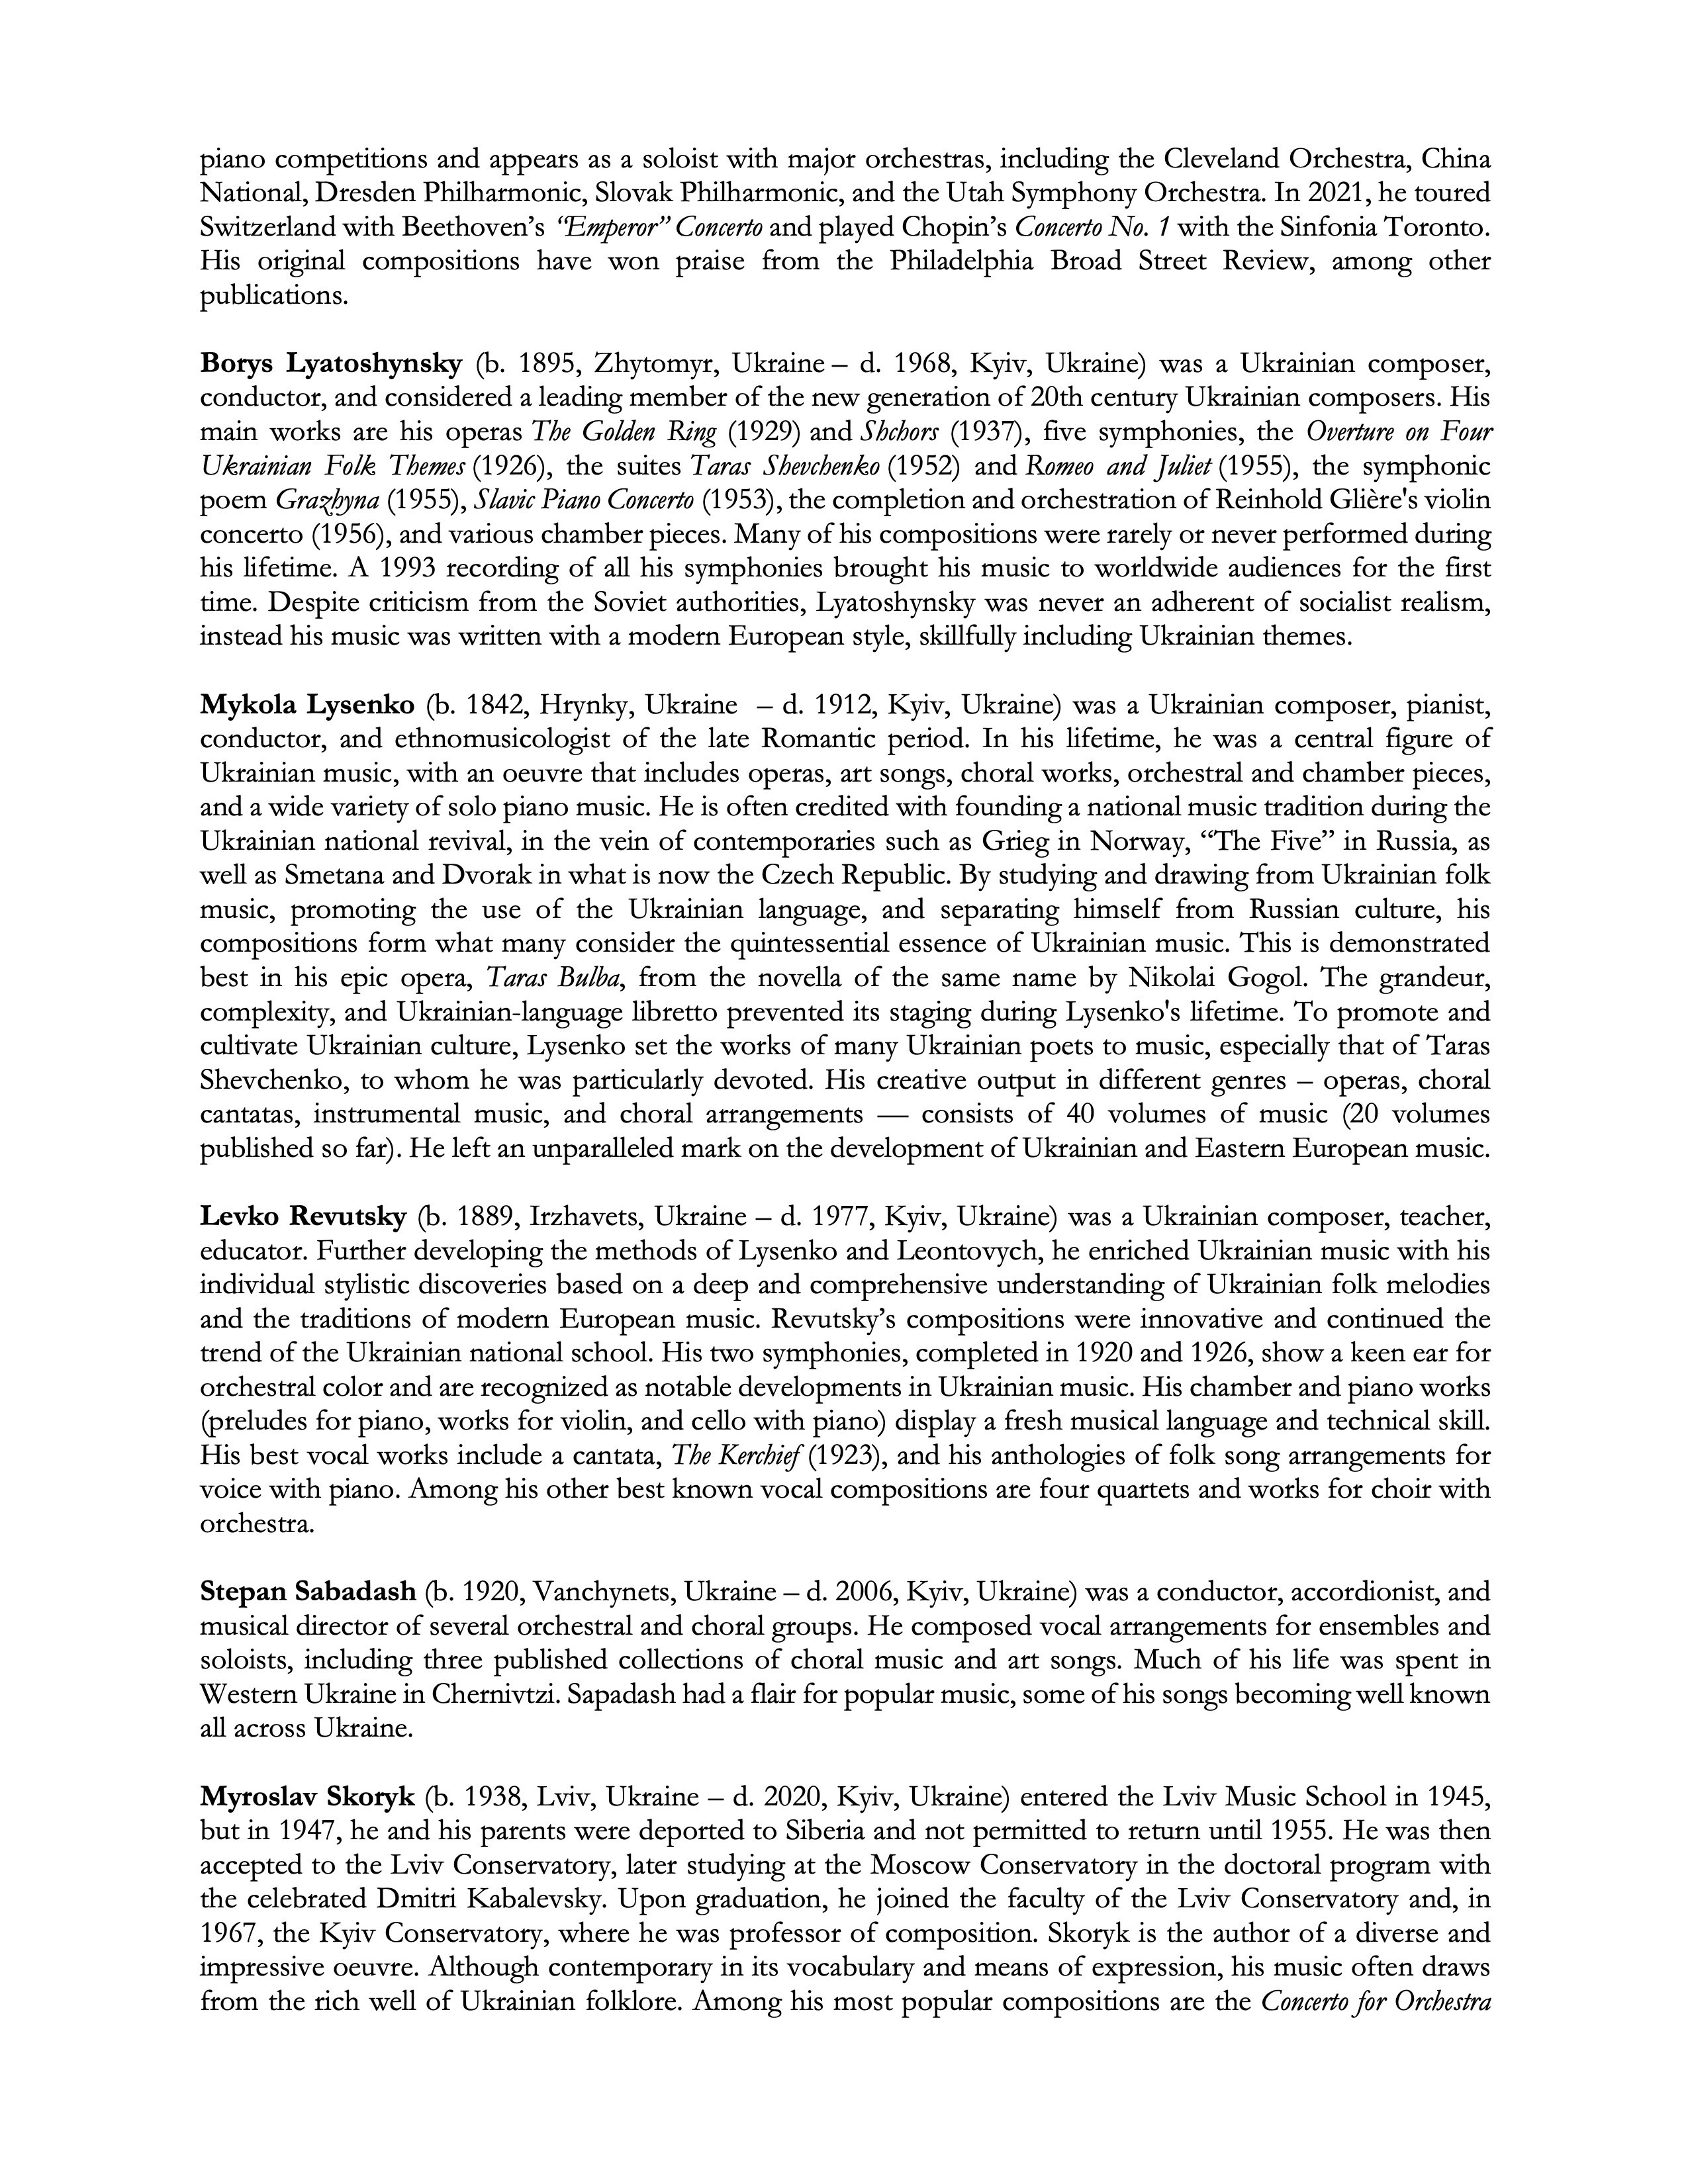 piano competitions and appears as a soloist with major orchestras, including the Cleveland Orchestra, China
National, Dresden Philharmonic, Slovak Philharmonic, and the Utah Symphony Orchestra. In 2021, he toured
Switzerland with Beethoven’s “Emperor” Concerto and played Chopin’s Concerto No. 1 with the Sinfonia Toronto.
His original compositions have won praise from the Philadelphia Broad Street Review, among other
publications.
Borys Lyatoshynsky (b. 1895, Zhytomyr, Ukraine – d. 1968, Kyiv, Ukraine) was a Ukrainian composer,
conductor, and considered a leading member of the new generation of 20th century Ukrainian composers. His
main works are his operas The Golden Ring (1929) and Shchors (1937), five symphonies, the Overture on Four
Ukrainian Folk Themes (1926), the suites Taras Shevchenko (1952) and Romeo and Juliet (1955), the symphonic
poem Grazhyna (1955), Slavic Piano Concerto (1953), the completion and orchestration of Reinhold Glière's violin
concerto (1956), and various chamber pieces. Many of his compositions were rarely or never performed during
his lifetime. A 1993 recording of all his symphonies brought his music to worldwide audiences for the first
time. Despite criticism from the Soviet authorities, Lyatoshynsky was never an adherent of socialist realism,
instead his music was written with a modern European style, skillfully including Ukrainian themes.
Mykola Lysenko (b. 1842, Hrynky, Ukraine – d. 1912, Kyiv, Ukraine) was a Ukrainian composer, pianist,
conductor, and ethnomusicologist of the late Romantic period. In his lifetime, he was a central figure of
Ukrainian music, with an oeuvre that includes operas, art songs, choral works, orchestral and chamber pieces,
and a wide variety of solo piano music. He is often credited with founding a national music tradition during the
Ukrainian national revival, in the vein of contemporaries such as Grieg in Norway, “The Five” in Russia, as
well as Smetana and Dvorak in what is now the Czech Republic. By studying and drawing from Ukrainian folk
music, promoting the use of the Ukrainian language, and separating himself from Russian culture, his
compositions form what many consider the quintessential essence of Ukrainian music. This is demonstrated
best in his epic opera, Taras Bulba, from the novella of the same name by Nikolai Gogol. The grandeur,
complexity, and Ukrainian-language libretto prevented its staging during Lysenko's lifetime. To promote and
cultivate Ukrainian culture, Lysenko set the works of many Ukrainian poets to music, especially that of Taras
Shevchenko, to whom he was particularly devoted. His creative output in different genres – operas, choral
cantatas, instrumental music, and choral arrangements — consists of 40 volumes of music (20 volumes
published so far). He left an unparalleled mark on the development of Ukrainian and Eastern European music.
Levko Revutsky (b. 1889, Irzhavets, Ukraine – d. 1977, Kyiv, Ukraine) was a Ukrainian composer, teacher,
educator. Further developing the methods of Lysenko and Leontovych, he enriched Ukrainian music with his
individual stylistic discoveries based on a deep and comprehensive understanding of Ukrainian folk melodies
and the traditions of modern European music. Revutsky’s compositions were innovative and continued the
trend of the Ukrainian national school. His two symphonies, completed in 1920 and 1926, show a keen ear for
orchestral color and are recognized as notable developments in Ukrainian music. His chamber and piano works
(preludes for piano, works for violin, and cello with piano) display a fresh musical language and technical skill.
His best vocal works include a cantata, The Kerchief (1923), and his anthologies of folk song arrangements for
voice with piano. Among his other best known vocal compositions are four quartets and works for choir with
orchestra.
Stepan Sabadash (b. 1920, Vanchynets, Ukraine – d. 2006, Kyiv, Ukraine) was a conductor, accordionist, and
musical director of several orchestral and choral groups. He composed vocal arrangements for ensembles and
soloists, including three published collections of choral music and art songs. Much of his life was spent in
Western Ukraine in Chernivtzi. Sapadash had a flair for popular music, some of his songs becoming well known
all across Ukraine.
Myroslav Skoryk (b. 1938, Lviv, Ukraine – d. 2020, Kyiv, Ukraine) entered the Lviv Music School in 1945,
but in 1947, he and his parents were deported to Siberia and not permitted to return until 1955. He was then
accepted to the Lviv Conservatory, later studying at the Moscow Conservatory in the doctoral program with
the celebrated Dmitri Kabalevsky. Upon graduation, he joined the faculty of the Lviv Conservatory and, in
1967, the Kyiv Conservatory, where he was professor of composition. Skoryk is the author of a diverse and
impressive oeuvre. Although contemporary in its vocabulary and means of expression, his music often draws
from the rich well of Ukrainian folklore. Among his most popular compositions are the Concerto for Orchestra